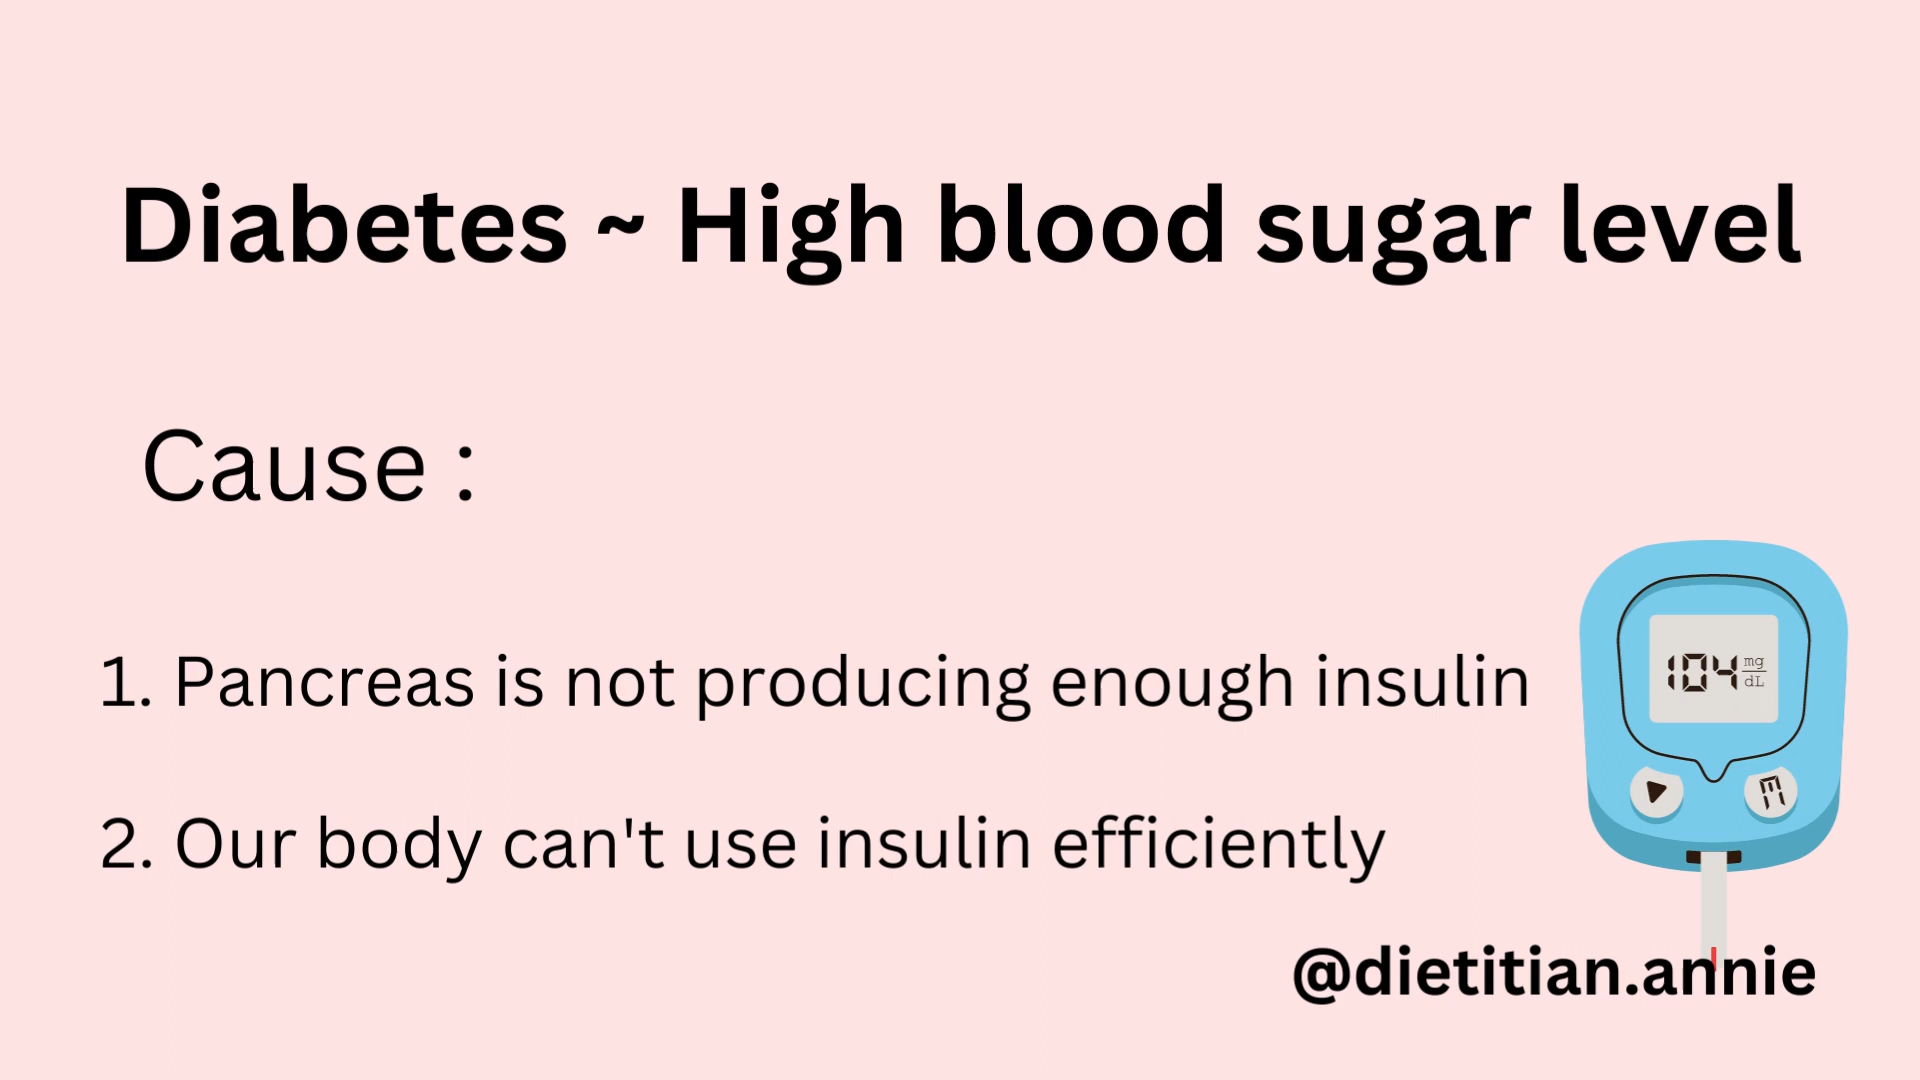 Diabetes ~ High blood sugar level
Cause :
1. Pancreas is not producing enough insulin
104 mg/dL
2. Our body can't use insulin efficiently
M
@dietitian.annie